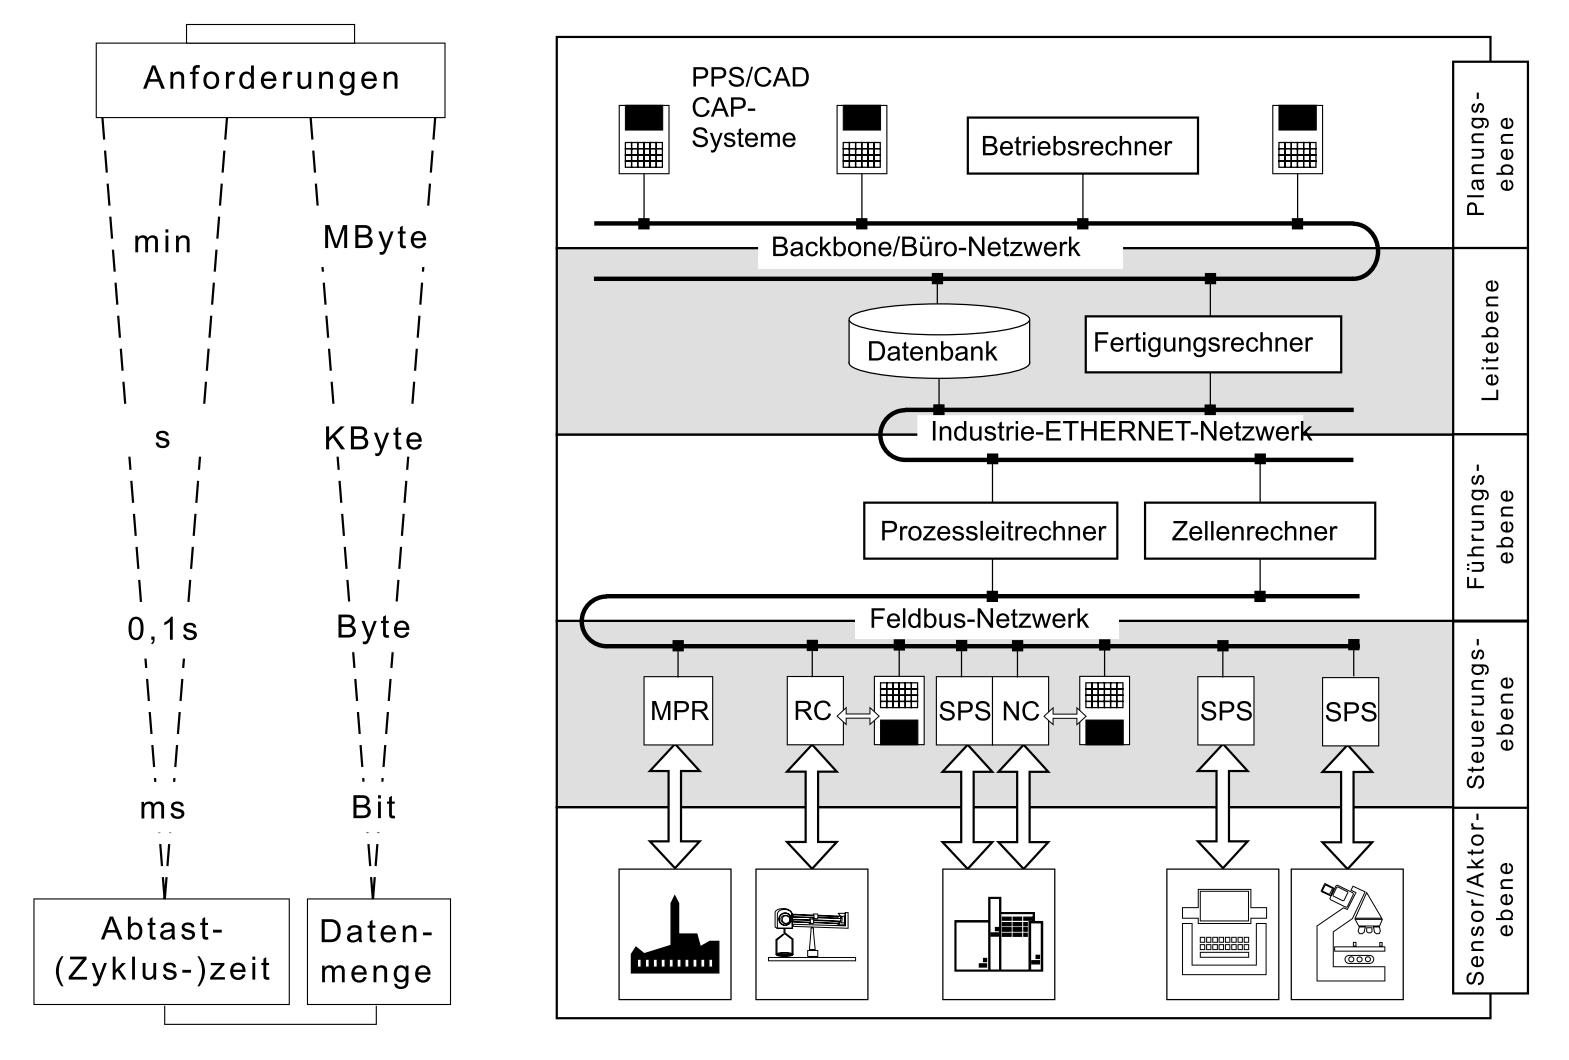 Anforderungen
min
MByte
s
KByte
0,1s
Byte
ms
Bit
Abtast-
(Zyklus-)zeit
Daten-
menge
PPS/CAD
CAP-
Systeme
Betriebsrechner
Backbone/Büro-Netzwerk
Datenbank
Fertigungsrechner
Industrie-ETHERNET-Netzwerk
Prozessleitrechner
Zellenrechner
Feldbus-Netzwerk
MPR
RC
SPS
NC
SPS
SPS
Planungs-
ebene
Leitebene
Führungs-
ebene
Steuerungs-
ebene
Sensor/Aktor-
ebene